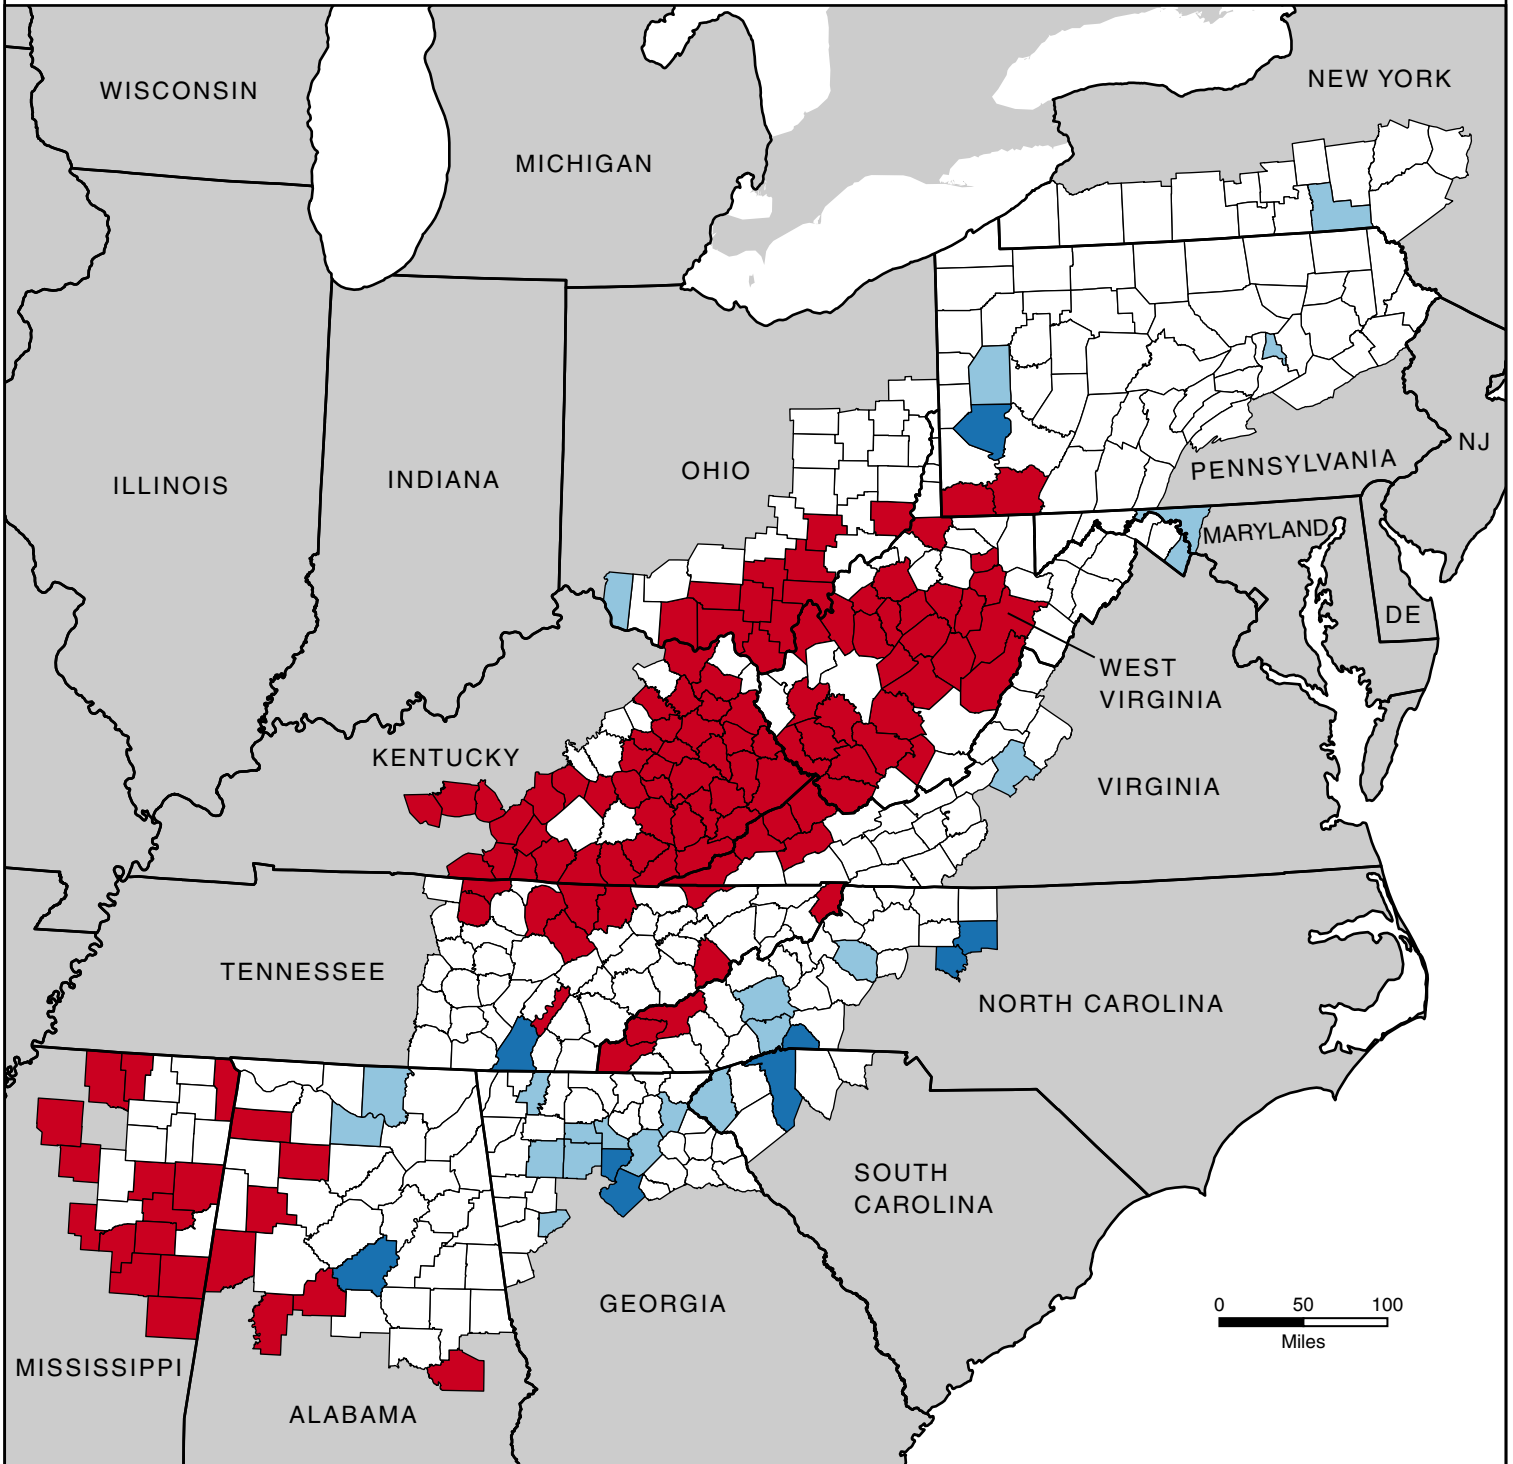 WISCONSIN
NEW YORK
MICHIGAN
NJ
PENNSYLVANIA
OHIO
INDIANA
ILLINOIS
MARYLAND
DE
WEST
VIRGINIA
KENTUCKY
VIRGINIA
TENNESSEE
NORTH CAROLINA
SOUTH
CAROLINA
GEORGIA
0 50 100
Miles
MISSISSIPPI
ALABAMA